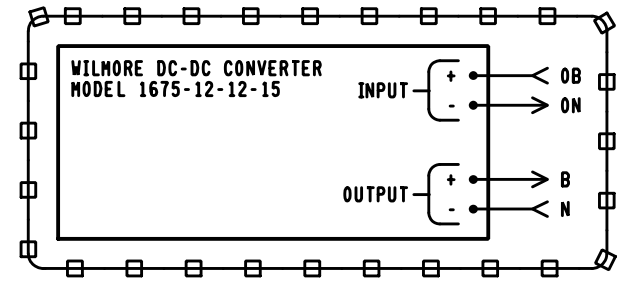 WILMORE DC-DC CONVERTER
MODEL 1675-12-12-15
INPUT
+
OB
-
ON
OUTPUT
+
B
-
N